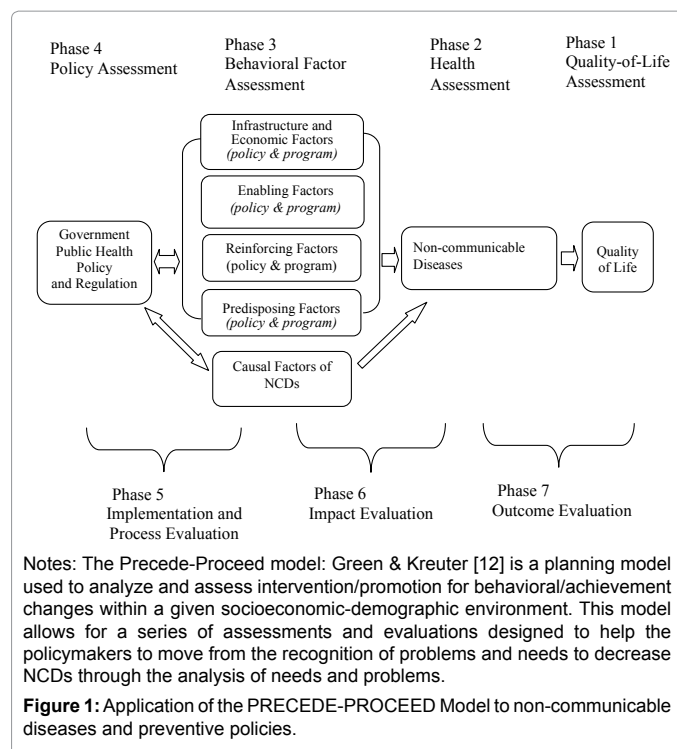 Phase 4
Policy Assessment
Phase 3
Behavioral Factor
Assessment
Phase 2
Health
Assessment
Phase 1
Quality-of-Life
Assessment
Infrastructure and
Economic Factors
(policy & program)
Enabling Factors
(policy & program)
Government
Public Health
Policy
and Regulation
Reinforcing Factors
(policy & program)
Non-communicable
Diseases
Quality
of Life
Predisposing Factors
(policy & program)
Causal Factors of
NCDs
Phase 5
Implementation and
Process Evaluation
Phase 6
Impact Evaluation
Phase 7
Outcome Evaluation
Notes: The Precede-Proceed model: Green & Kreuter [12] is a planning model
used to analyze and assess intervention/promotion for behavioral/achievement
changes within a given socioeconomic-demographic environment. This model
allows for a series of assessments and evaluations designed to help the
policymakers to move from the recognition of problems and needs to decrease
NCDs through the analysis of needs and problems.
Figure 1: Application of the PRECEDE-PROCEED Model to non-communicable
diseases and preventive policies.